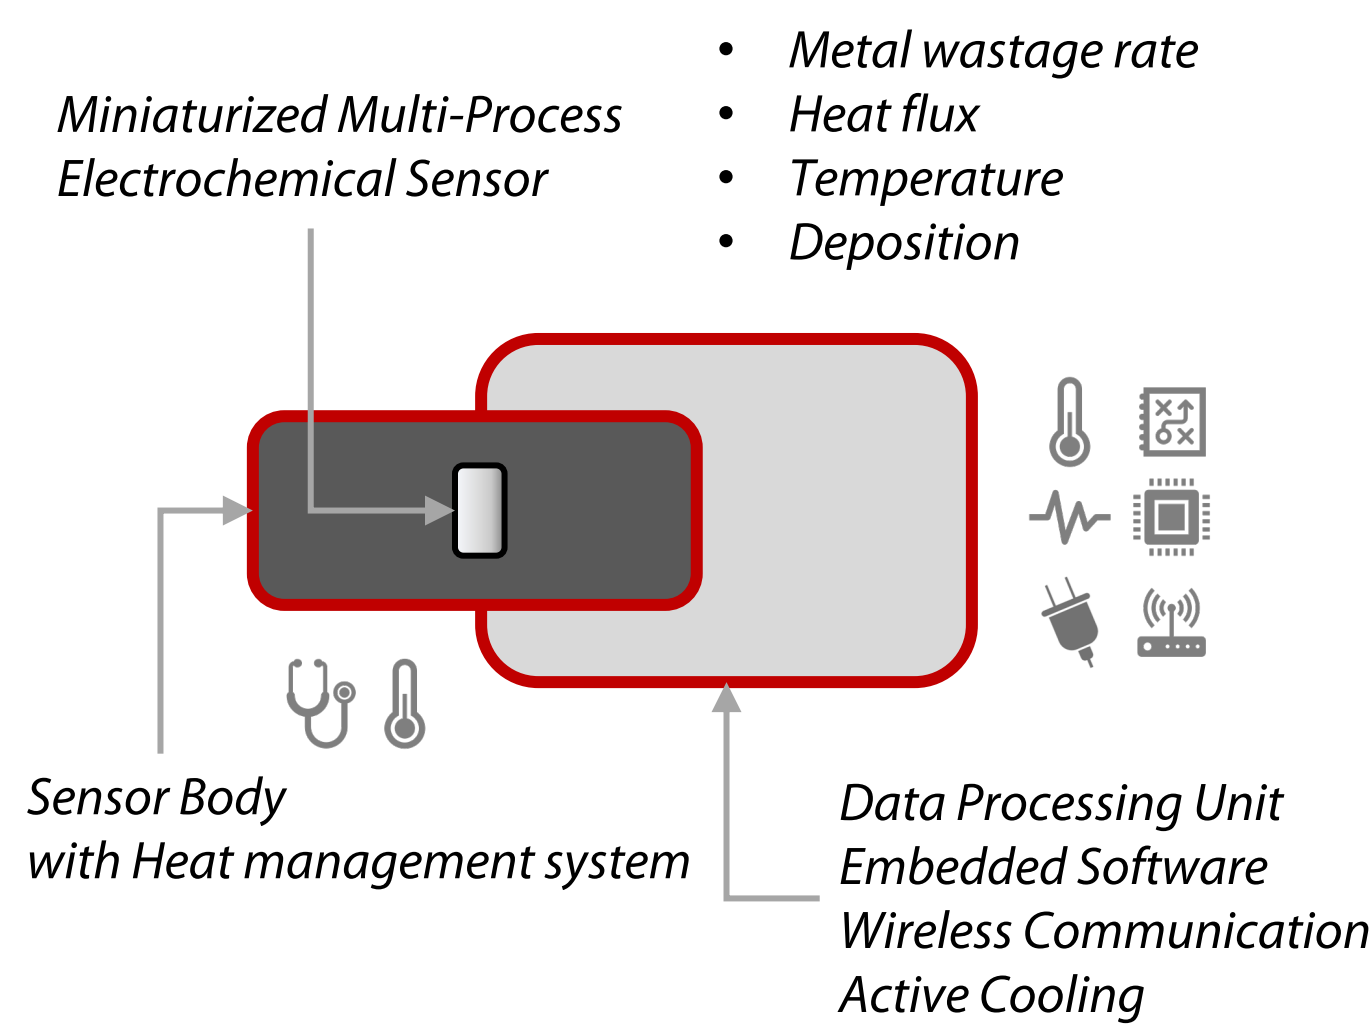 Miniaturized Multi-Process
Electrochemical Sensor
• Metal wastage rate
• Heat flux
• Temperature
• Deposition
Sensor Body
with Heat management system
Data Processing Unit
Embedded Software
Wireless Communication
Active Cooling